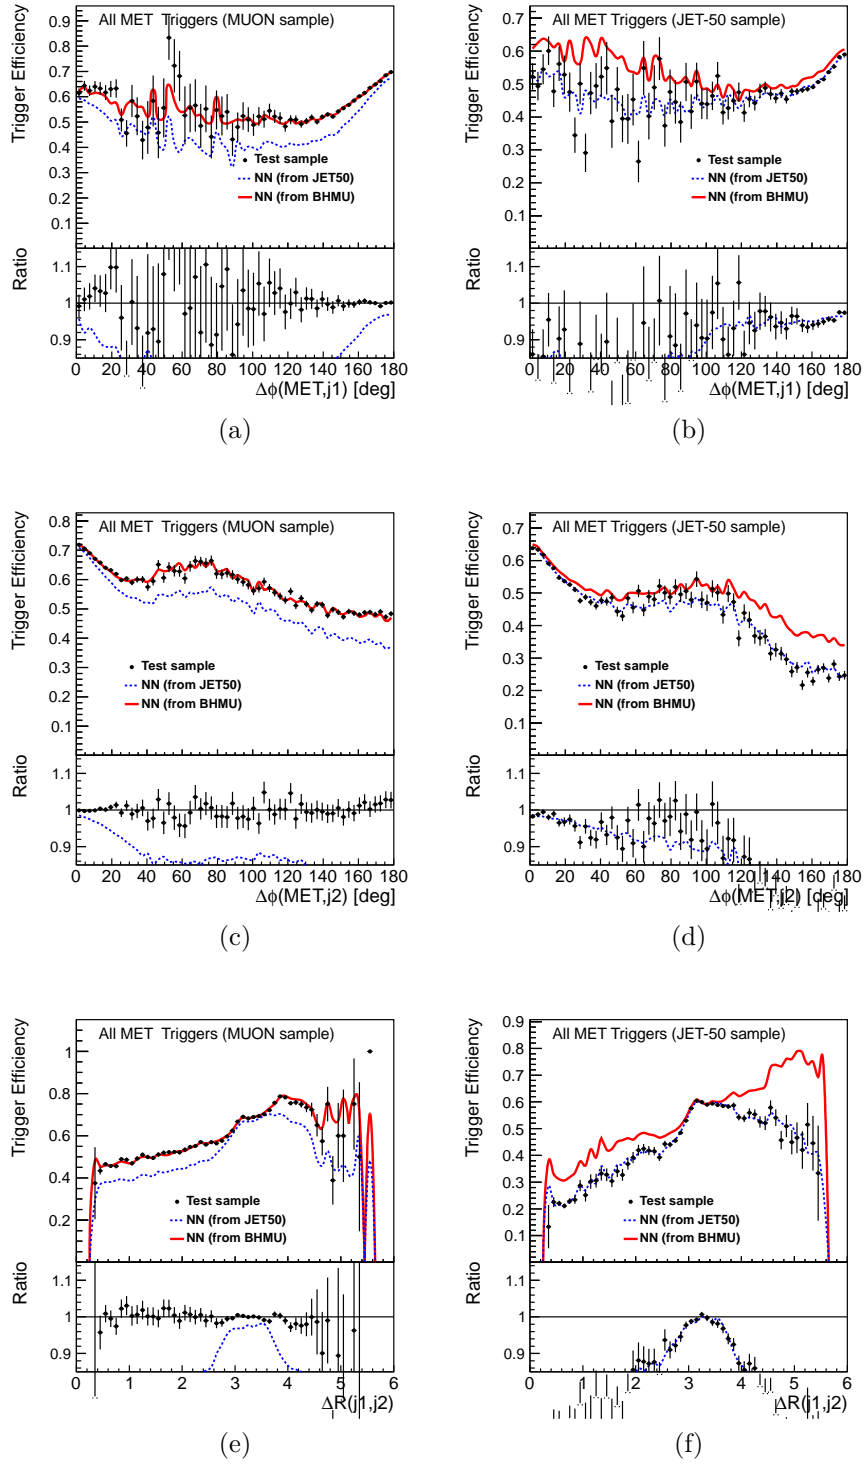 All MET Triggers (MUON sample)
Trigger Efficiency
0.9
0.8
0.7
0.6
0.5
0.4
0.3
0.2
0.1
Test sample
NN (from JET50)
NN (from BHMU)
Ratio
1.1
1
0.9
0 20 40 60 80 100 120 140 160 180
Δϕ(MET,j1) [deg]
(a)
All MET Triggers (JET-50 sample)
Trigger Efficiency
0.7
0.6
0.5
0.4
0.3
0.2
0.1
Test sample
NN (from JET50)
NN (from BHMU)
Ratio
1.1
1
0.9
0 20 40 60 80 100 120 140 160 180
Δϕ(MET,j1) [deg]
(b)
All MET Triggers (MUON sample)
Trigger Efficiency
0.8
0.7
0.6
0.5
0.4
0.3
0.2
0.1
Test sample
NN (from JET50)
NN (from BHMU)
Ratio
1.1
1
0.9
0 20 40 60 80 100 120 140 160 180
Δϕ(MET,j2) [deg]
(c)
All MET Triggers (JET-50 sample)
Trigger Efficiency
0.7
0.6
0.5
0.4
0.3
0.2
0.1
Test sample
NN (from JET50)
NN (from BHMU)
Ratio
1.1
1
0.9
0 20 40 60 80 100 120 140 160 180
Δϕ(MET,j2) [deg]
(d)
All MET Triggers (MUON sample)
Trigger Efficiency
1
0.8
0.6
0.4
0.2
Test sample
NN (from JET50)
NN (from BHMU)
Ratio
1.1
1
0.9
0 1 2 3 4 5 6
ΔR(j1,j2)
(e)
All MET Triggers (JET-50 sample)
Trigger Efficiency
0.9
0.8
0.7
0.6
0.5
0.4
0.3
0.2
0.1
Test sample
NN (from JET50)
NN (from BHMU)
Ratio
1.1
1
0.9
0 1 2 3 4 5 6
ΔR(j1,j2)
(f)